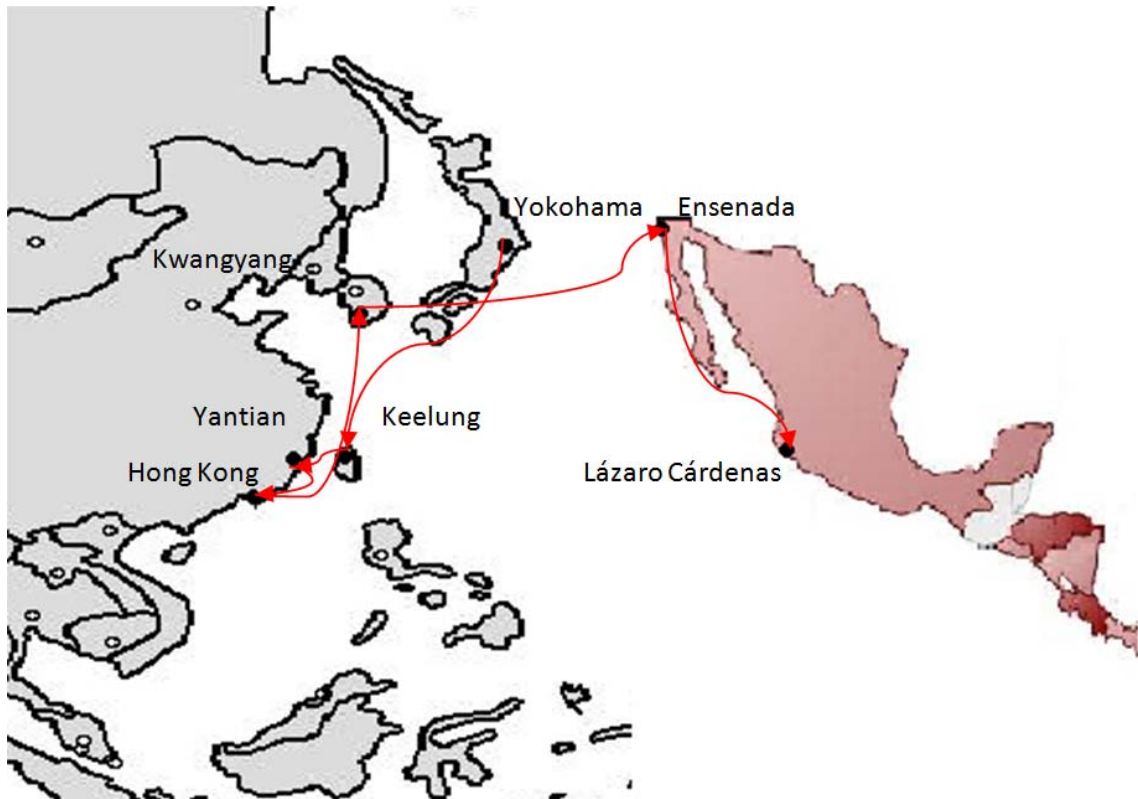 Yokohama
Ensenada
Kwangyang
Yantian
Keelung
Hong Kong
Lázaro Cárdenas